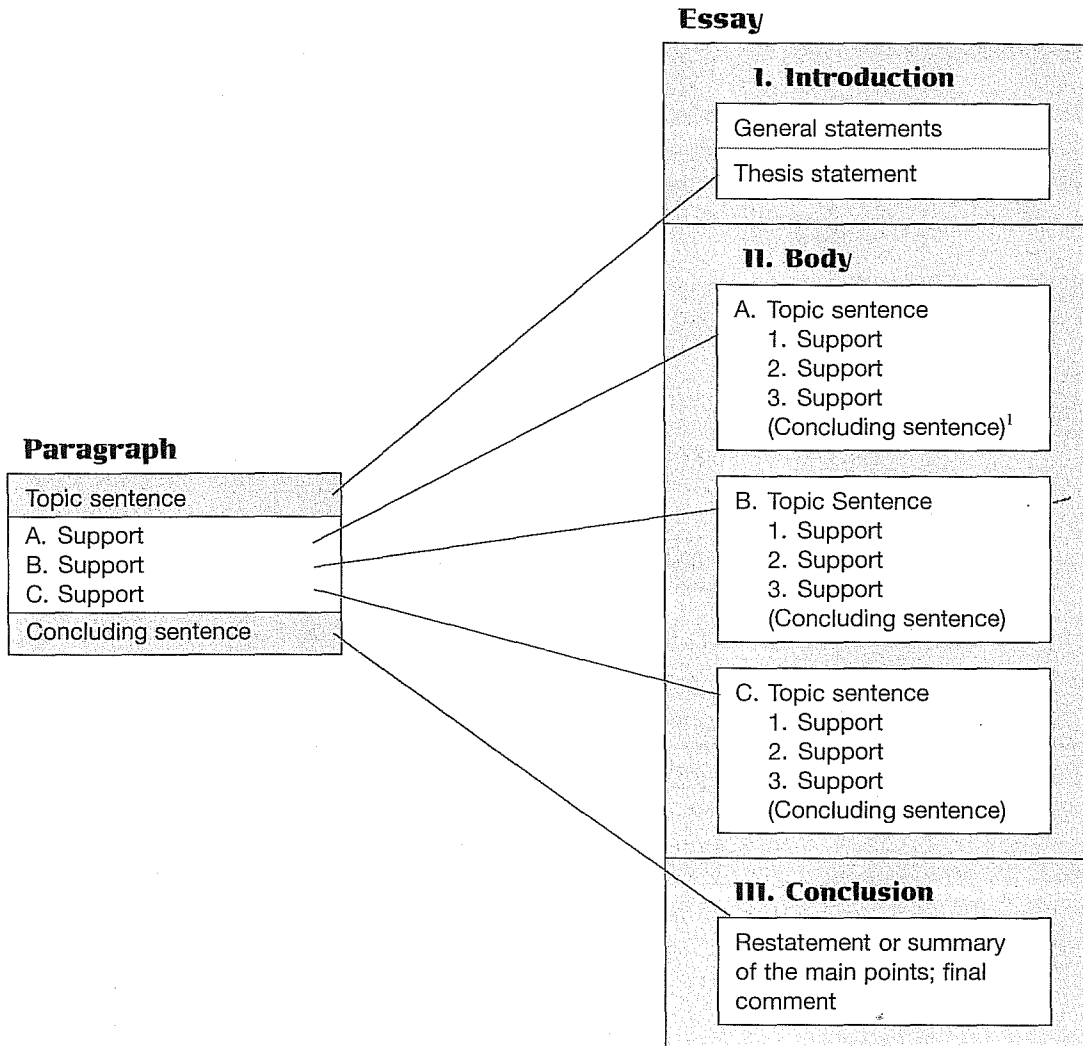 Essay
I. Introduction
General statements
Thesis statement
II. Body
A. Topic sentence
1. Support
2. Support
3. Support
(Concluding sentence)¹
Paragraph
Topic sentence
A. Support
B. Support
C. Support
Concluding sentence
B. Topic Sentence
1. Support
2. Support
3. Support
(Concluding sentence)
C. Topic sentence
1. Support
2. Support
3. Support
(Concluding sentence)
III. Conclusion
Restatement or summary
of the main points; final
comment